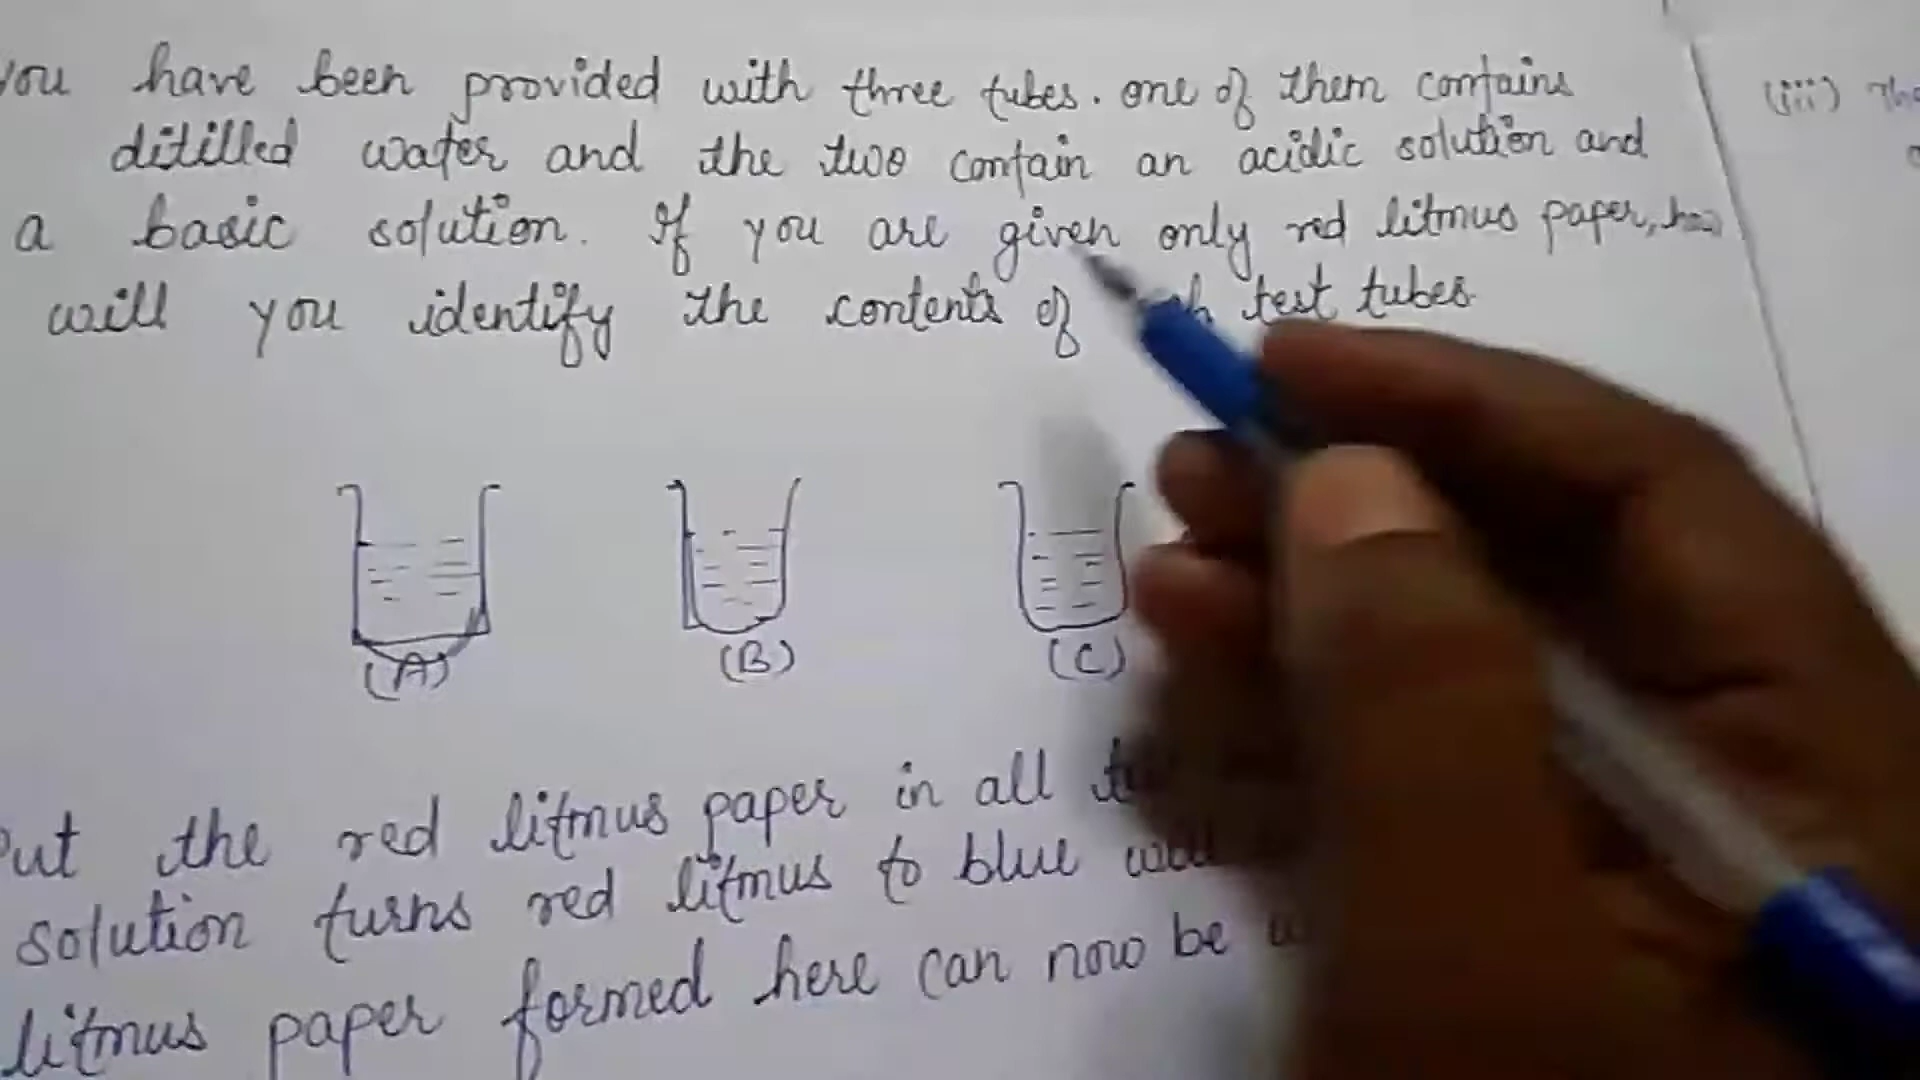 you have been provided with three tubes. one of them contains
ditilled water and the two contain an acidic solution and
a basic solution. If you are given only red litmus paper,
will you identify the contents of test tubes
(iii)
(A) (B) (C)
put the red litmus paper in all
solution turns red litmus to blue
litmus paper formed here can now be